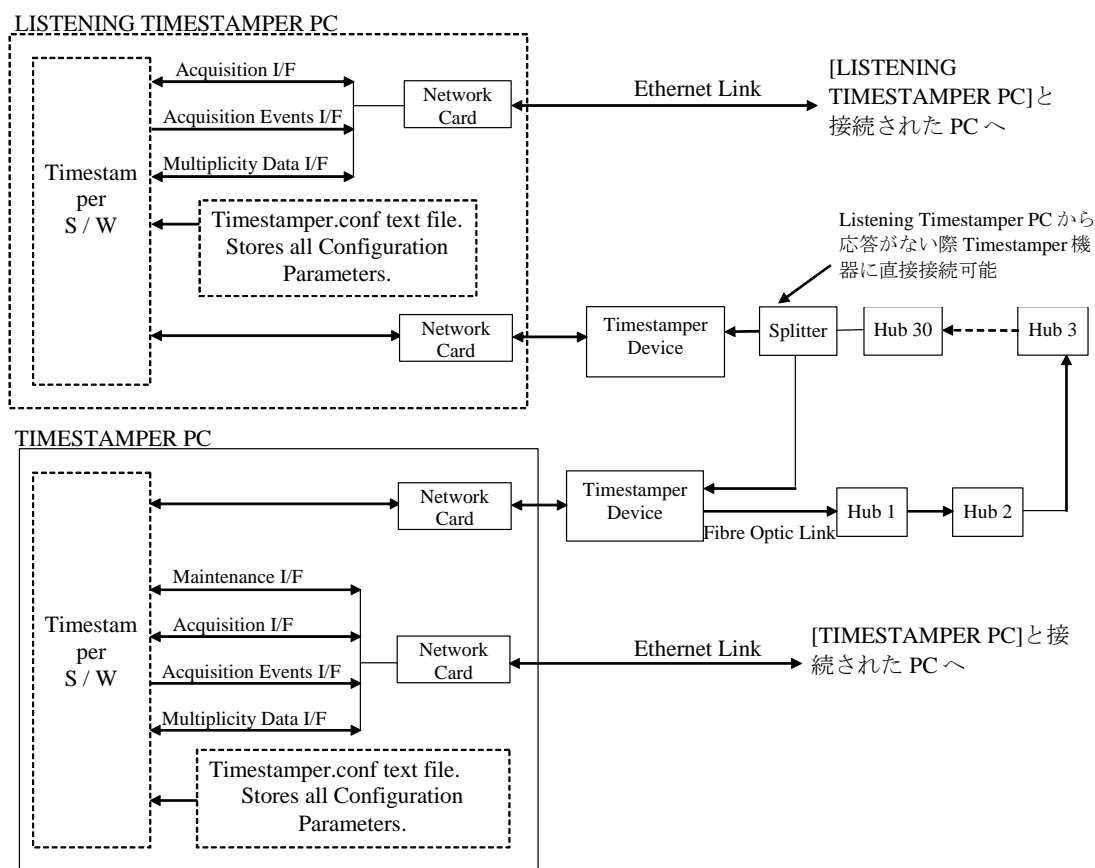 LISTENING TIMESTAMPER PC
Timestam
per
S / W
Acquisition I/F
Acquisition Events I/F
Multiplicity Data I/F
Network
Card
Ethernet Link
[LISTENING
TIMESTAMPER PC]と
接続された PC へ
Timestamper.conf text file.
Stores all Configuration
Parameters.
Listening Timestamper PC から
応答がない際 Timestamper 機
器に直接接続可能
Network
Card
Timestamper
Device
Splitter
Hub 30
Hub 3
TIMESTAMPER PC
Timestam
per
S / W
Network
Card
Timestamper
Device
Fibre Optic Link
Hub 1
Hub 2
Maintenance I/F
Acquisition I/F
Acquisition Events I/F
Multiplicity Data I/F
Network
Card
Ethernet Link
[TIMESTAMPER PC]と接
続された PC へ
Timestamper.conf text file.
Stores all Configuration
Parameters.